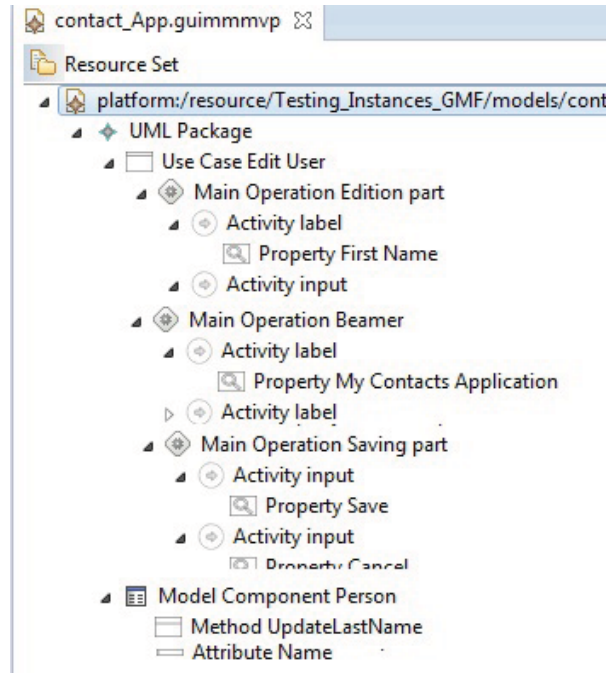 contact_App.guimmmvp
Resource Set
platform:/resource/Testing_Instances_GMF/models/cont
UML Package
Use Case Edit User
Main Operation Edition part
Activity label
Property First Name
Activity input
Main Operation Beamer
Activity label
Property My Contacts Application
Activity label
Main Operation Saving part
Activity input
Property Save
Activity input
Property Cancel
Model Component Person
Method UpdateLastName
Attribute Name